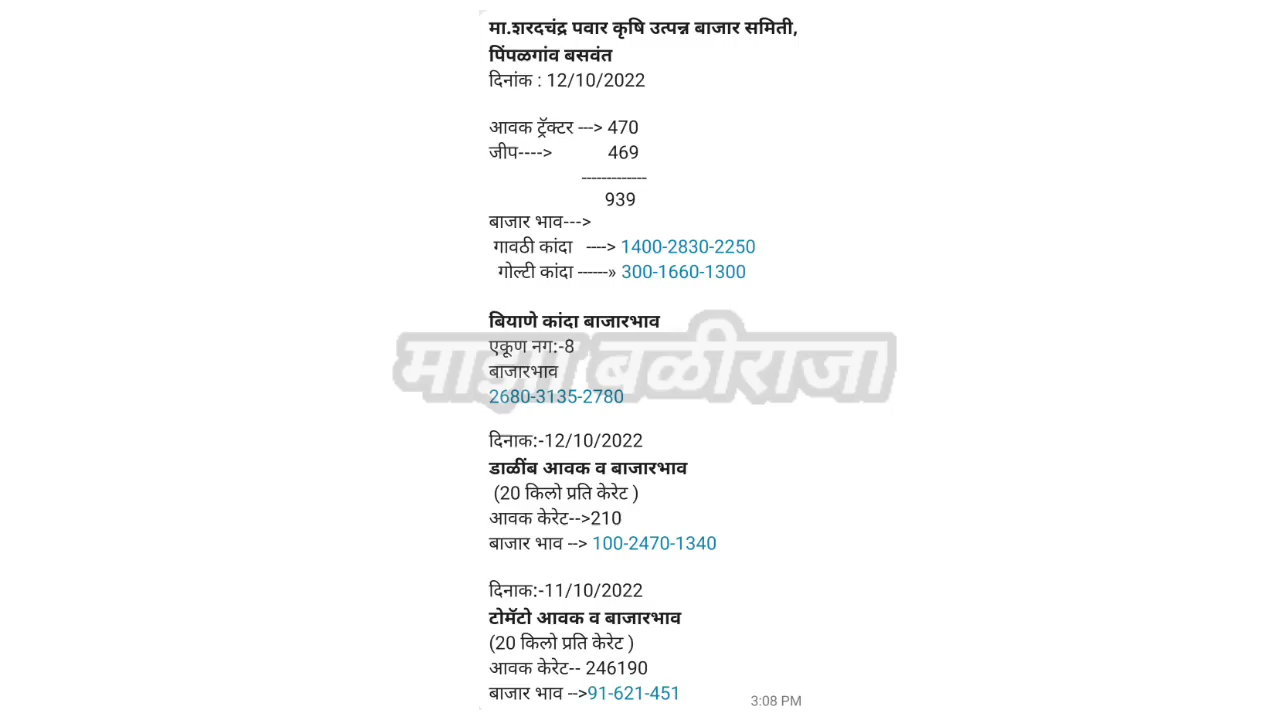 मा.शरदचंद्र पवार कृषि उत्पन्न बाजार समिती,
पिंपळगांव बसवंत
दिनांक : 12/10/2022
आवक ट्रॅक्टर ---> 470
जीप----> 469
-------------
939
बाजार भाव--->
गावठी कांदा ----> 1400-2830-2250
गोल्टी कांदा ------» 300-1660-1300
बियाणे कांदा बाजारभाव
एकूण नग:-8
माझा बळीराजा
बाजारभाव
2680-3135-2780
दिनाक:-12/10/2022
डाळींब आवक व बाजारभाव
(20 किलो प्रति केरेट )
आवक केरेट-->210
बाजार भाव --> 100-2470-1340
दिनाक:-11/10/2022
टोमॅटो आवक व बाजारभाव
(20 किलो प्रति केरेट )
आवक केरेट-- 246190
बाजार भाव -->91-621-451
3:08 PM